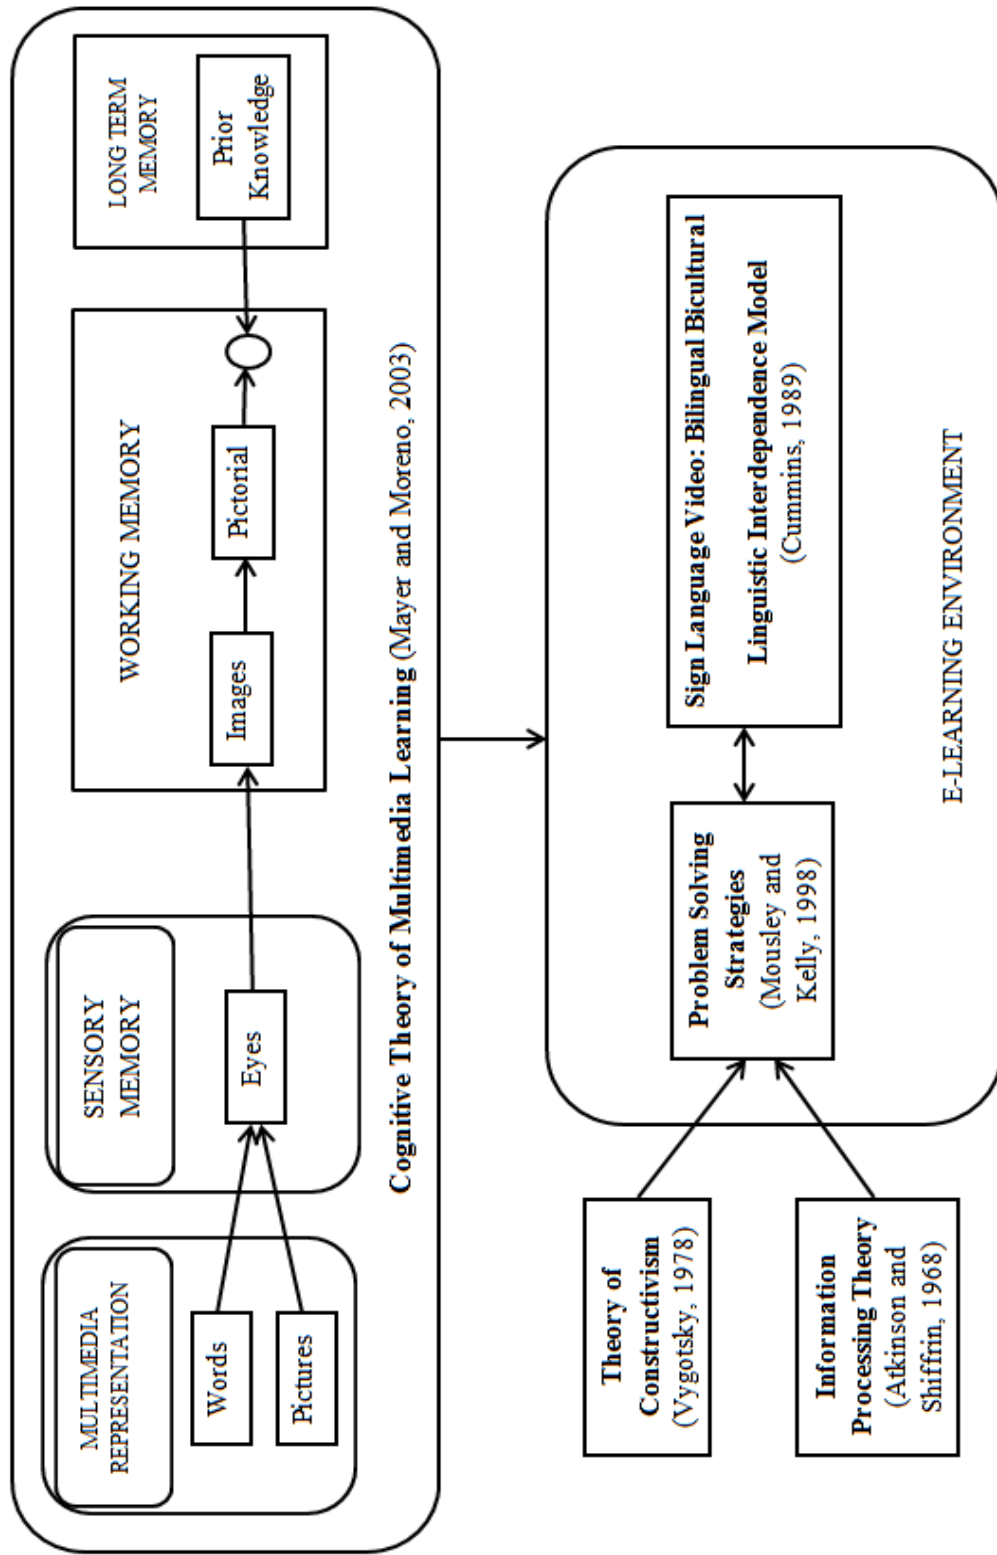 MULTIMEDIA
REPRESENTATION
Words
Pictures
SENSORY
MEMORY
Eyes
WORKING MEMORY
Images
Pictorial
LONG TERM
MEMORY
Prior
Knowledge
Cognitive Theory of Multimedia Learning (Mayer and Moreno, 2003)
Theory of
Constructivism
(Vygotsky, 1978)
Information
Processing Theory
(Atkinson and
Shiffrin, 1968)
Problem Solving
Strategies
(Mousley and
Kelly, 1998)
Sign Language Video: Bilingual Bicultural
Linguistic Interdependence Model
(Cummins, 1989)
E-LEARNING ENVIRONMENT